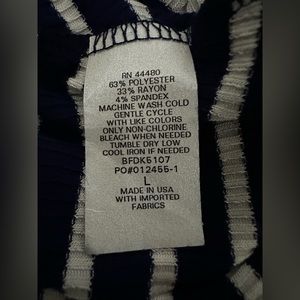 RN 44480
63% POLYESTER
33% RAYON
4% SPANDEX
MACHINE WASH COLD
GENTLE CYCLE
WITH LIKE COLORS
ONLY NON-CHLORINE
BLEACH WHEN NEEDED
TUMBLE DRY LOW
COOL IRON IF NEEDED
BFDK5107
PO#012455-1
L
MADE IN USA
WITH IMPORTED
FABRICS